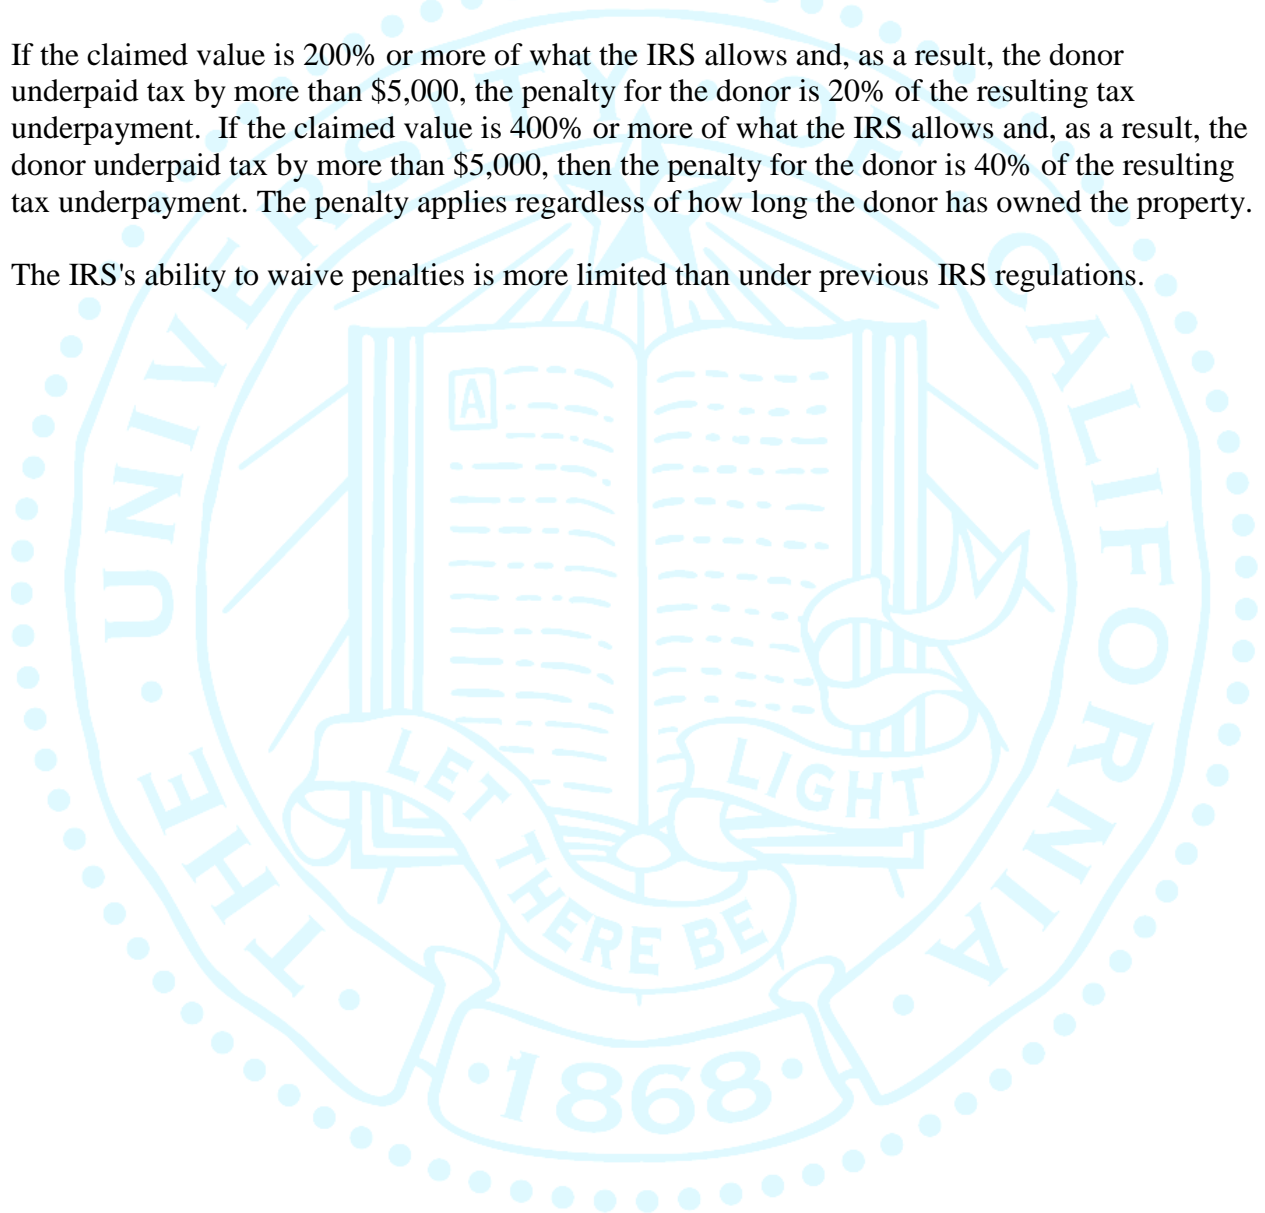 If the claimed value is 200% or more of what the IRS allows and, as a result, the donor
underpaid tax by more than $5,000, the penalty for the donor is 20% of the resulting tax
underpayment.  If the claimed value is 400% or more of what the IRS allows and, as a result, the
donor underpaid tax by more than $5,000, then the penalty for the donor is 40% of the resulting
tax underpayment. The penalty applies regardless of how long the donor has owned the property.
The IRS's ability to waive penalties is more limited than under previous IRS regulations.
THE UNIVERSITY OF CALIFORNIA
A
LET THERE BE LIGHT
1868